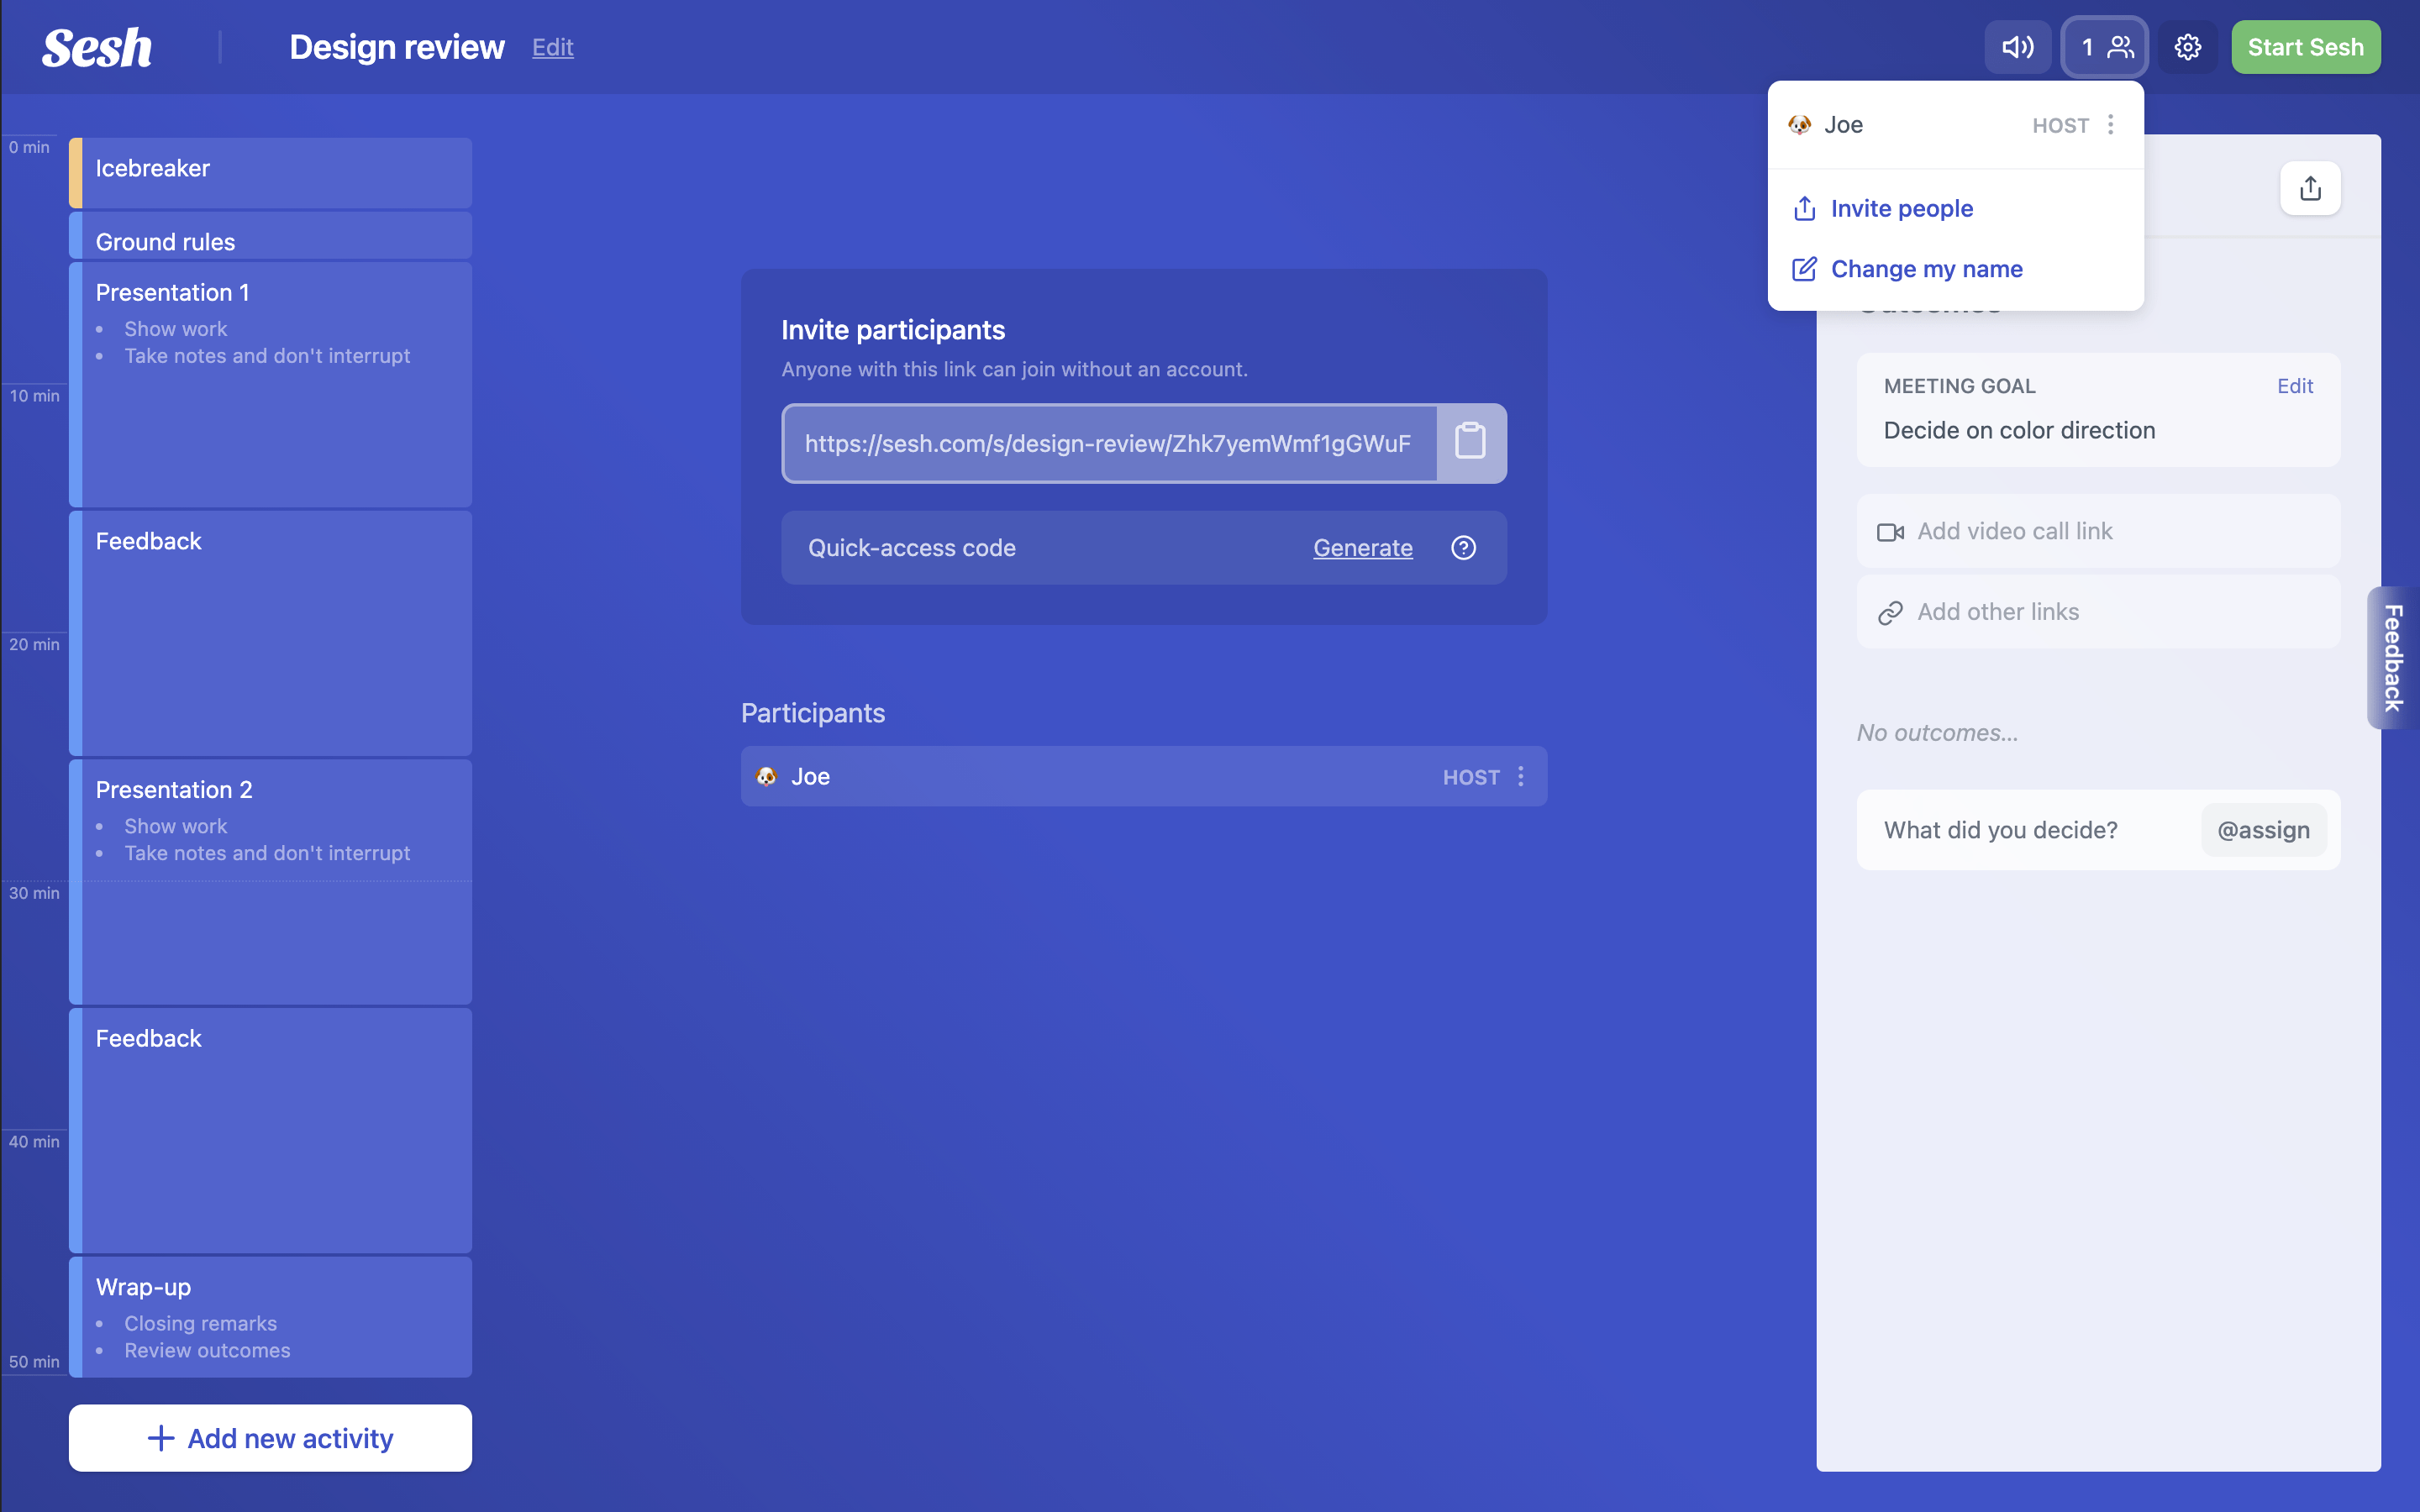 Sesh
Design review
Edit
1
Start Sesh
Joe
HOST
Invite people
Change my name
0 min
10 min
20 min
30 min
40 min
50 min
Icebreaker
Ground rules
Presentation 1
• Show work
• Take notes and don't interrupt
Feedback
Presentation 2
• Show work
• Take notes and don't interrupt
Feedback
Wrap-up
• Closing remarks
• Review outcomes
Add new activity
Invite participants
Anyone with this link can join without an account.
https://sesh.com/s/design-review/Zhk7yemWmf1gGWuF
Quick-access code
Generate
Participants
Joe
HOST
Outcomes
MEETING GOAL
Edit
Decide on color direction
Add video call link
Add other links
No outcomes...
What did you decide?
@assign
Feedback